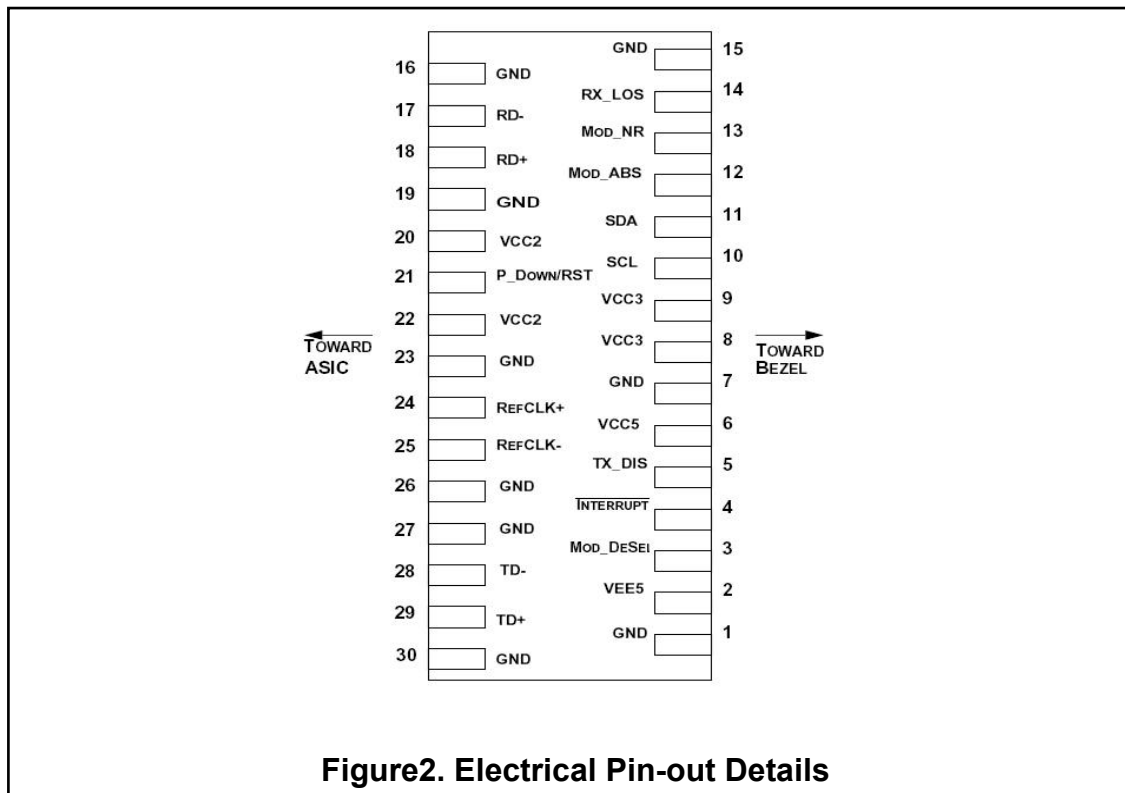 GND 15
16 GND
RX_LOS 14
17 RD-
MOD_NR 13
18 RD+
MOD_ABS 12
19 GND
SDA 11
20 VCC2
SCL 10
21 P_DOWN/RST
VCC3 9
22 VCC2
VCC3 8
TOWARD
ASIC
TOWARD
BEZEL
23 GND
GND 7
24 REFCLK+
VCC5 6
25 REFCLK-
TX_DIS 5
26 GND
INTERRUPT 4
27 GND
MOD_DESEL 3
28 TD-
VEE5 2
29 TD+
GND 1
30 GND
Figure2. Electrical Pin-out Details